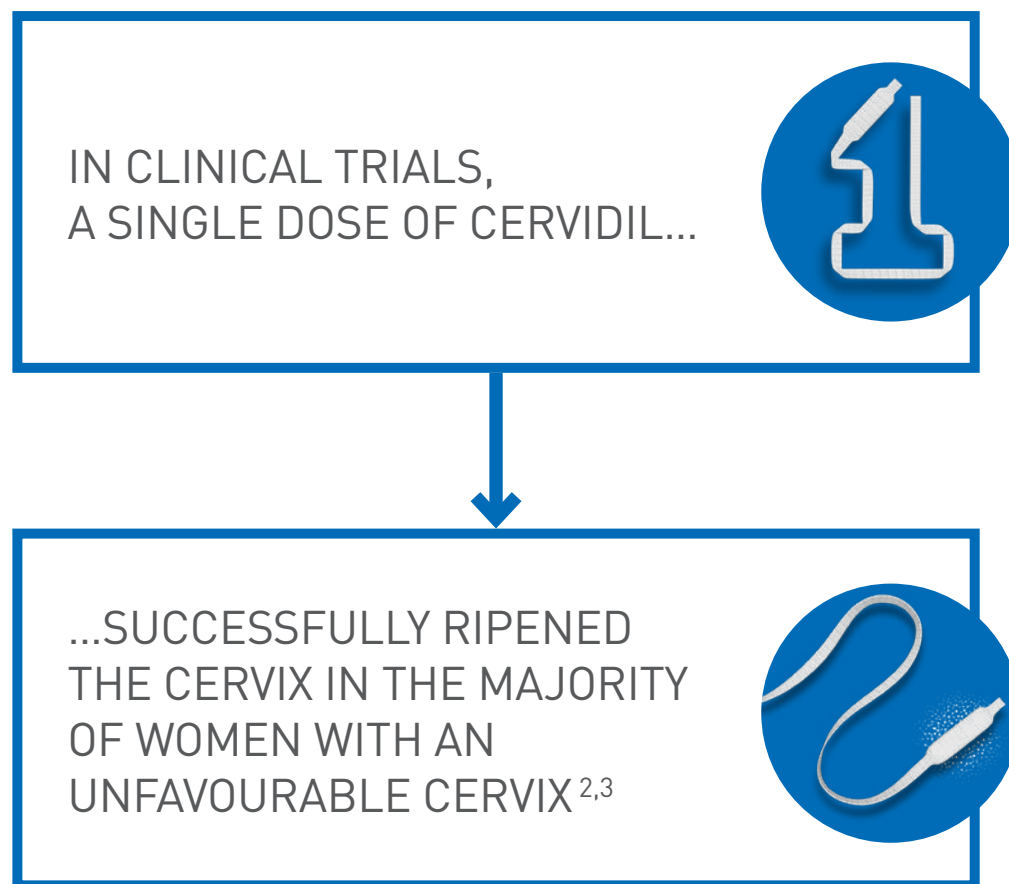 IN CLINICAL TRIALS,
A SINGLE DOSE OF CERVIDIL...
...SUCCESSFULLY RIPENED
THE CERVIX IN THE MAJORITY
OF WOMEN WITH AN
UNFAVOURABLE CERVIX 2,3